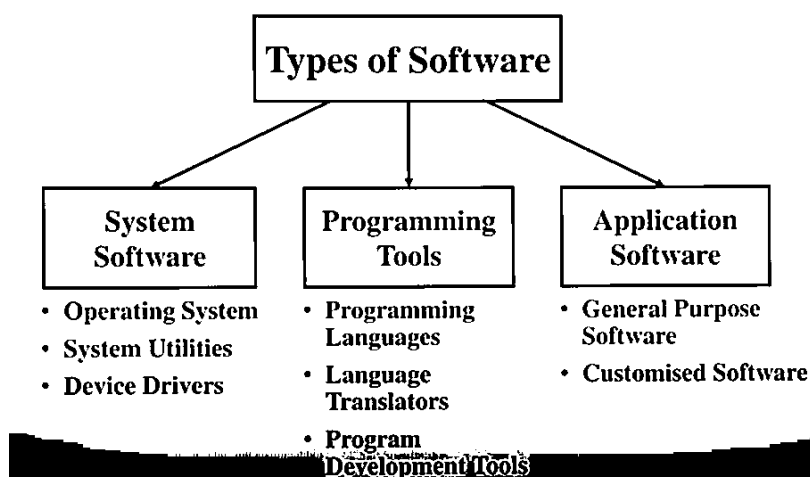 Types of Software
System
Software
• Operating System
• System Utilities
• Device Drivers
Programming
Tools
• Programming
Languages
• Language
Translators
• Program
Development Tools
Application
Software
• General Purpose
Software
• Customised Software